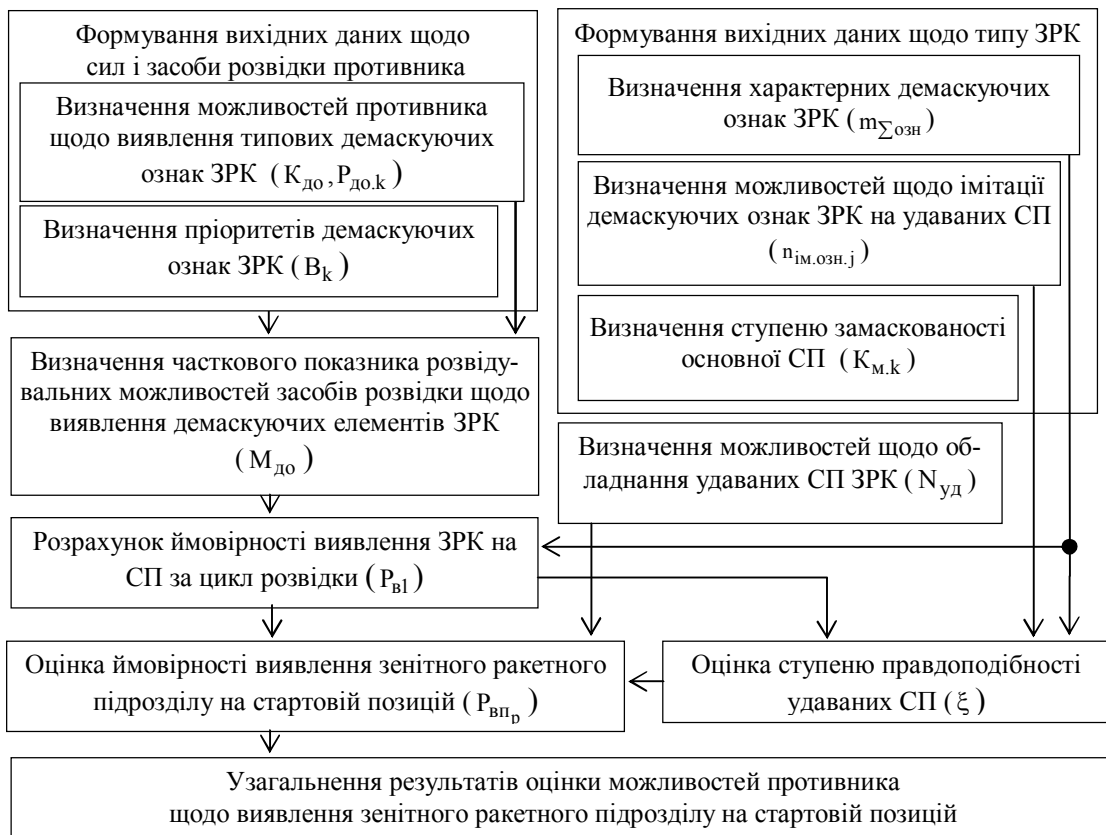 Формування вихідних даних щодо
сил і засоби розвідки противника
Визначення можливостей противника
щодо виявлення типових демаскуючих
ознак ЗРК (Кдо, Рдо.k)
Визначення пріоритетів демаскуючих
ознак ЗРК (Bk)
Формування вихідних даних щодо типу ЗРК
Визначення характерних демаскуючих
ознак ЗРК (m∑озн)
Визначення можливостей щодо імітації
демаскуючих ознак ЗРК на удаваних СП
(nім.озн.j)
Визначення ступеню замаскованості
основної СП (Км.k)
Визначення часткового показника розвіду-
вальних можливостей засобів розвідки щодо
виявлення демаскуючих елементів ЗРК
(Мдо)
Визначення можливостей щодо об-
ладнання удаваних СП ЗРК (Nуд)
Розрахунок ймовірності виявлення ЗРК на
СП за цикл розвідки (Рв1)
Оцінка ймовірності виявлення зенітного ракетного
підрозділу на стартовій позицій (Рвпр)
Оцінка ступеню правдоподібності
удаваних СП (ξ)
Узагальнення результатів оцінки можливостей противника
щодо виявлення зенітного ракетного підрозділу на стартовій позицій